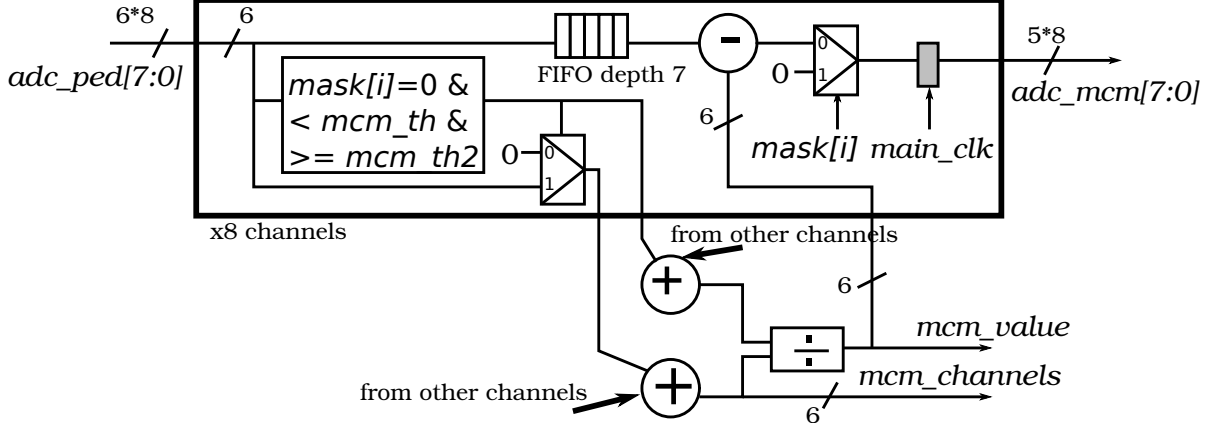 6*8
6
5*8
adc_ped[7:0]
FIFO depth 7
-
0
1
0
adc_mcm[7:0]
mask[i]=0 &
< mcm_th &
>= mcm_th2
6
mask[i]
main_clk
0
0
1
x8 channels
from other channels
+
6
mcm_value
÷
mcm_channels
from other channels
+
6